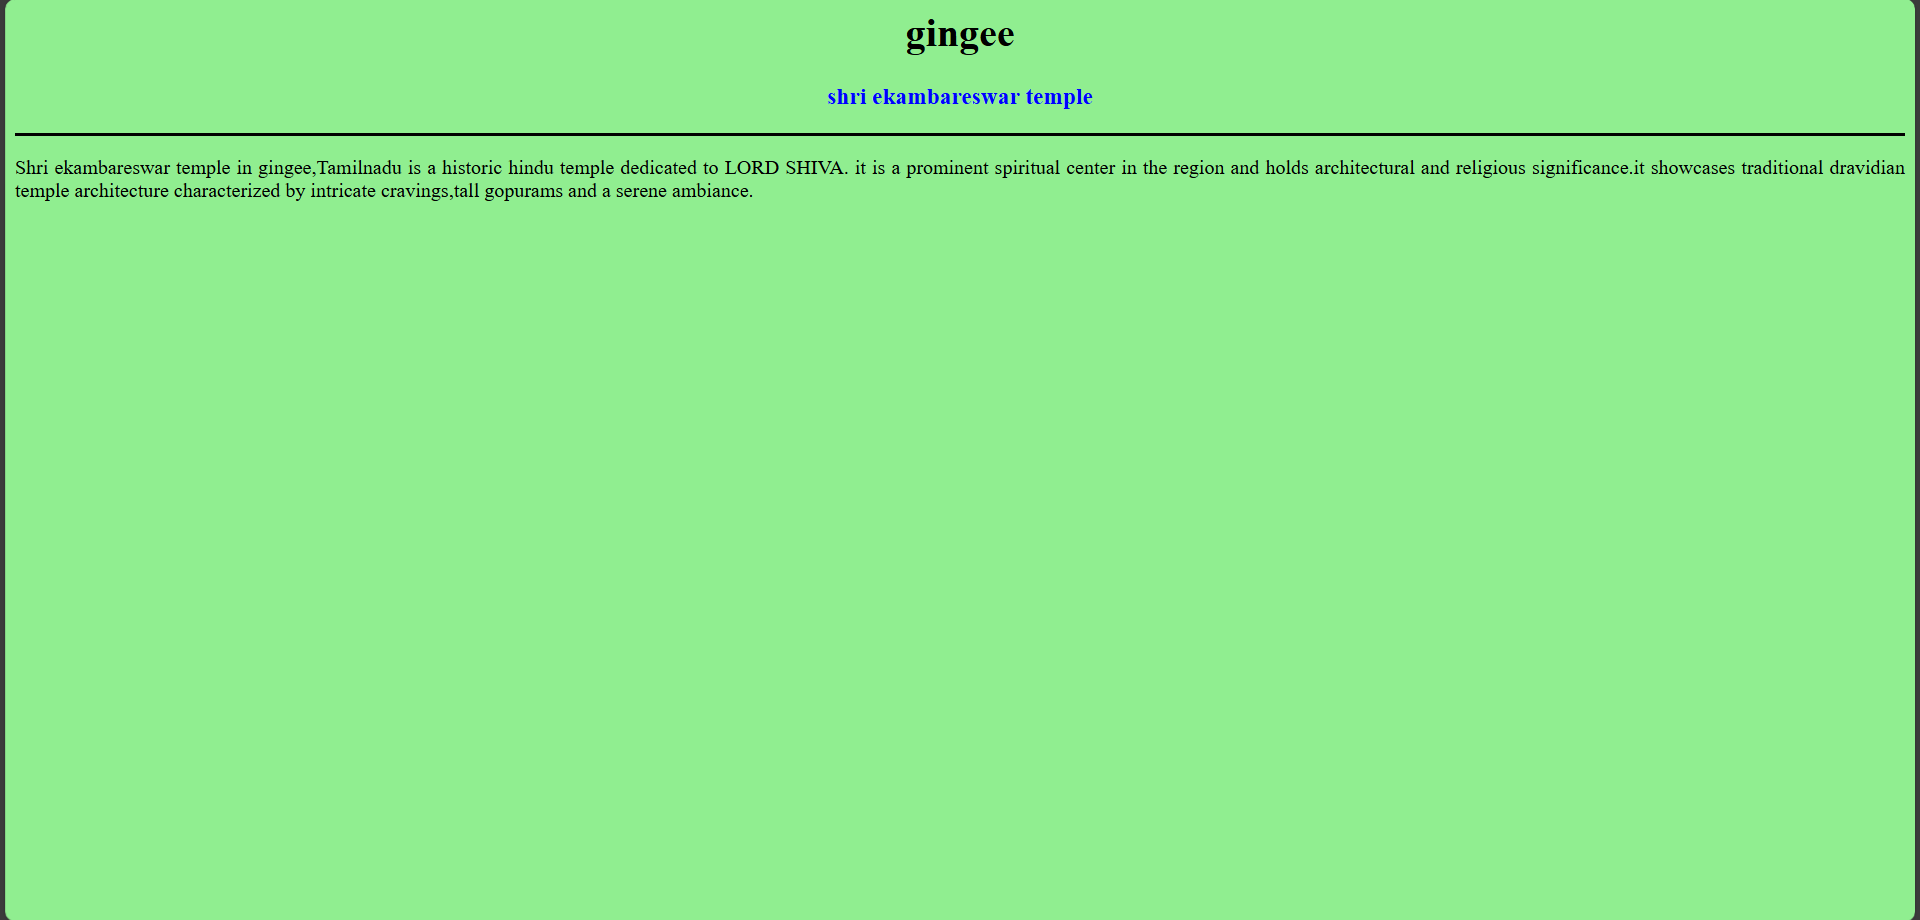 gingee
shri ekambareswar temple
Shri ekambareswar temple in gingee,Tamilnadu is a historic hindu temple dedicated to LORD SHIVA. it is a prominent spiritual center in the region and holds architectural and religious significance.it showcases traditional dravidian
temple architecture characterized by intricate cravings,tall gopurams and a serene ambiance.